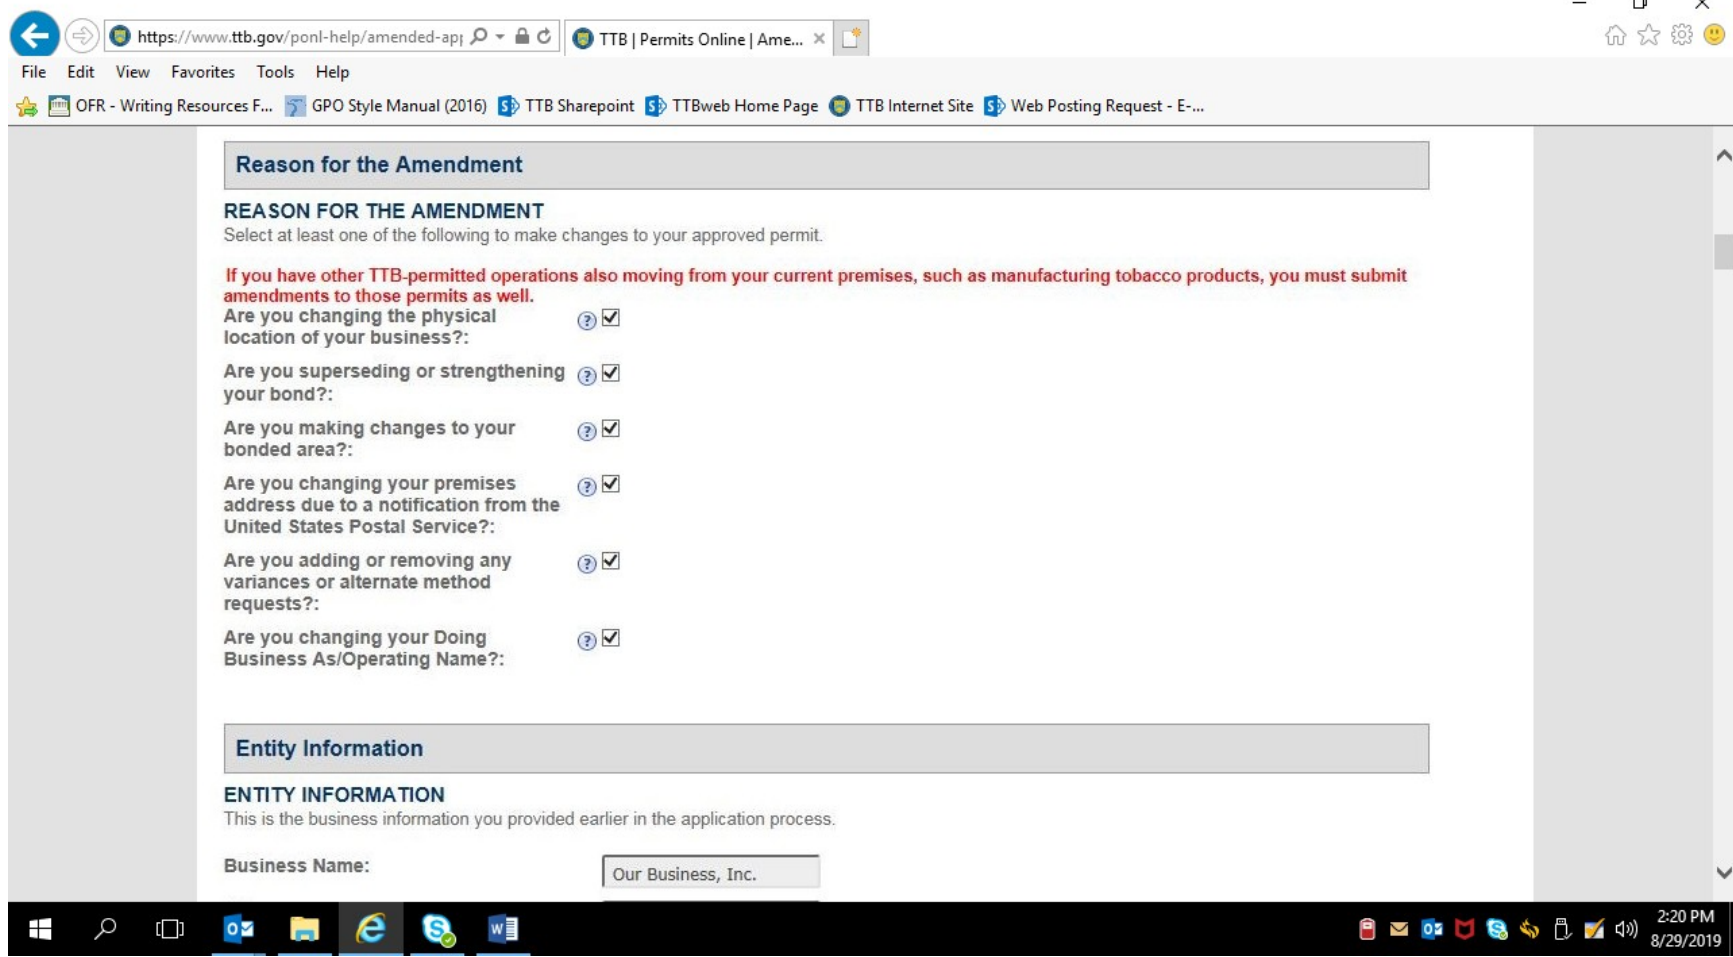 https://www.ttb.gov/ponl-help/amended-ap
TTB | Permits Online | Ame...
File Edit View Favorites Tools Help
OFR - Writing Resources F... GPO Style Manual (2016) TTB Sharepoint TTBweb Home Page TTB Internet Site Web Posting Request - E-...
Reason for the Amendment
REASON FOR THE AMENDMENT
Select at least one of the following to make changes to your approved permit.
If you have other TTB-permitted operations also moving from your current premises, such as manufacturing tobacco products, you must submit
amendments to those permits as well.
Are you changing the physical
location of your business?:
Are you superseding or strengthening
your bond?:
Are you making changes to your
bonded area?:
Are you changing your premises
address due to a notification from the
United States Postal Service?:
Are you adding or removing any
variances or alternate method
requests?:
Are you changing your Doing
Business As/Operating Name?:
Entity Information
ENTITY INFORMATION
This is the business information you provided earlier in the application process.
Business Name:
Our Business, Inc.
2:20 PM
8/29/2019